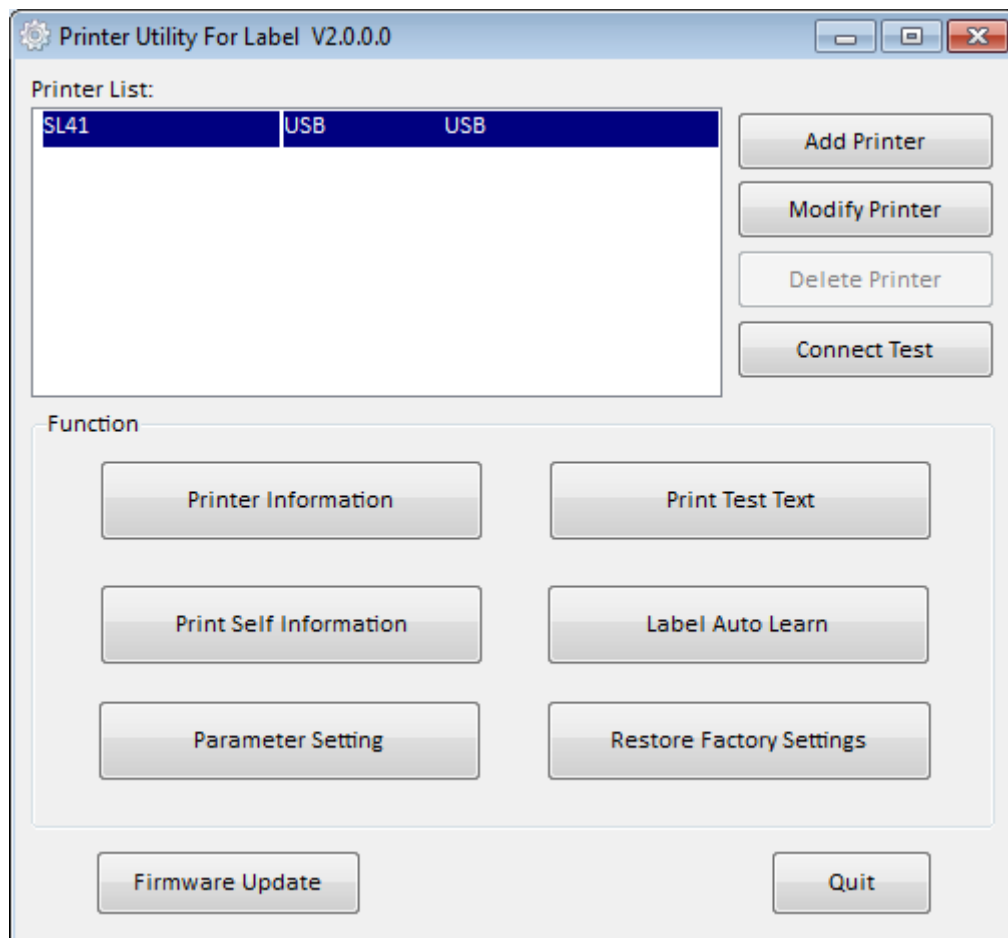 Printer Utility For Label V2.0.0.0
Printer List:
SL41 USB USB
Add Printer
Modify Printer
Delete Printer
Connect Test
Function
Printer Information
Print Test Text
Print Self Information
Label Auto Learn
Parameter Setting
Restore Factory Settings
Firmware Update
Quit